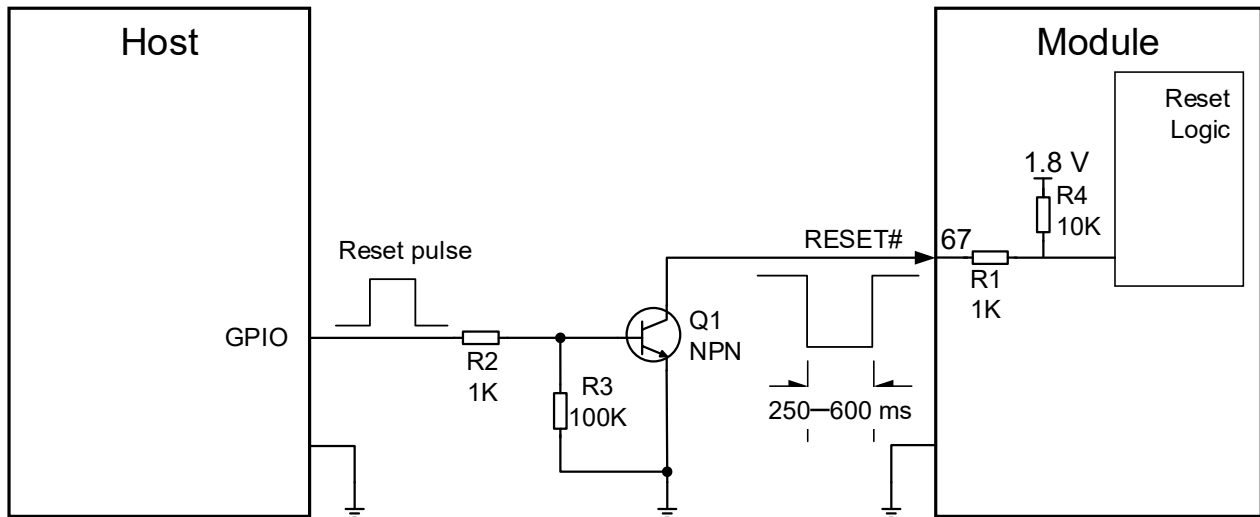 Host
Module
Reset
Logic
1.8 V
R4
10K
Reset pulse
RESET#
67
R1
1K
GPIO
R2
1K
R3
100K
Q1
NPN
250−600 ms